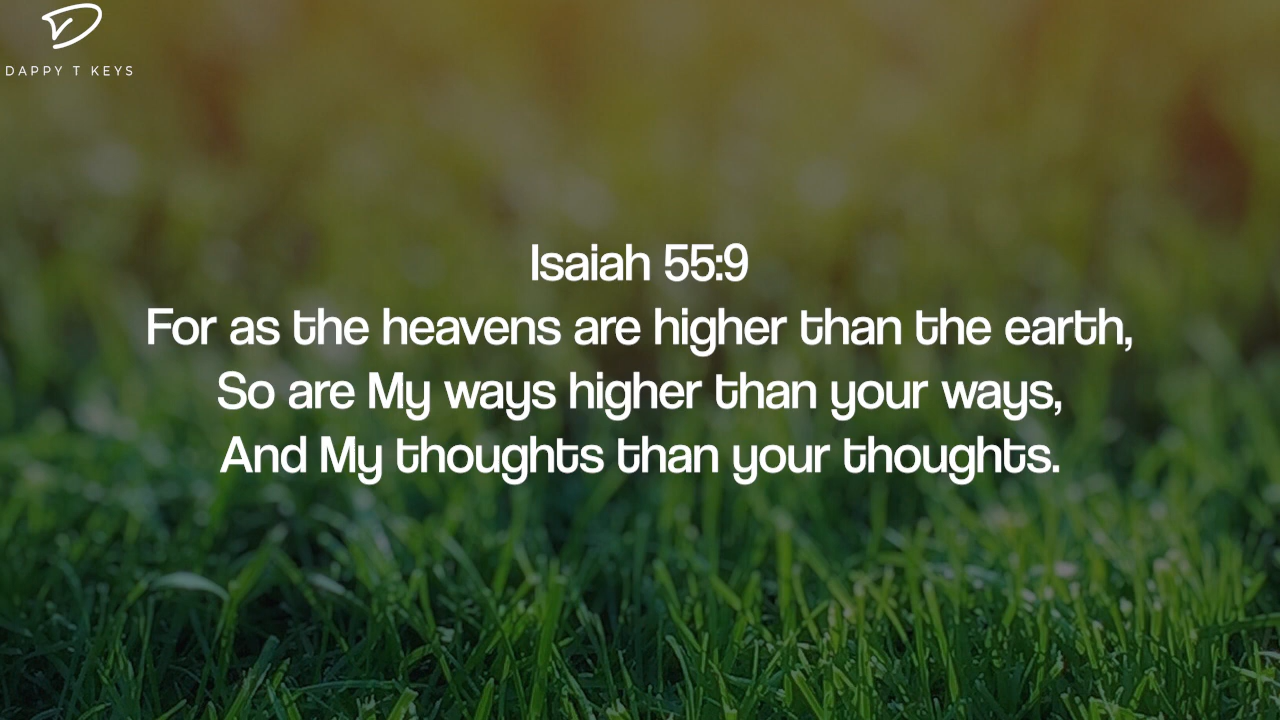 DAPPY T KEYS
Isaiah 55:9
For as the heavens are higher than the earth,
So are My ways higher than your ways,
And My thoughts than your thoughts.